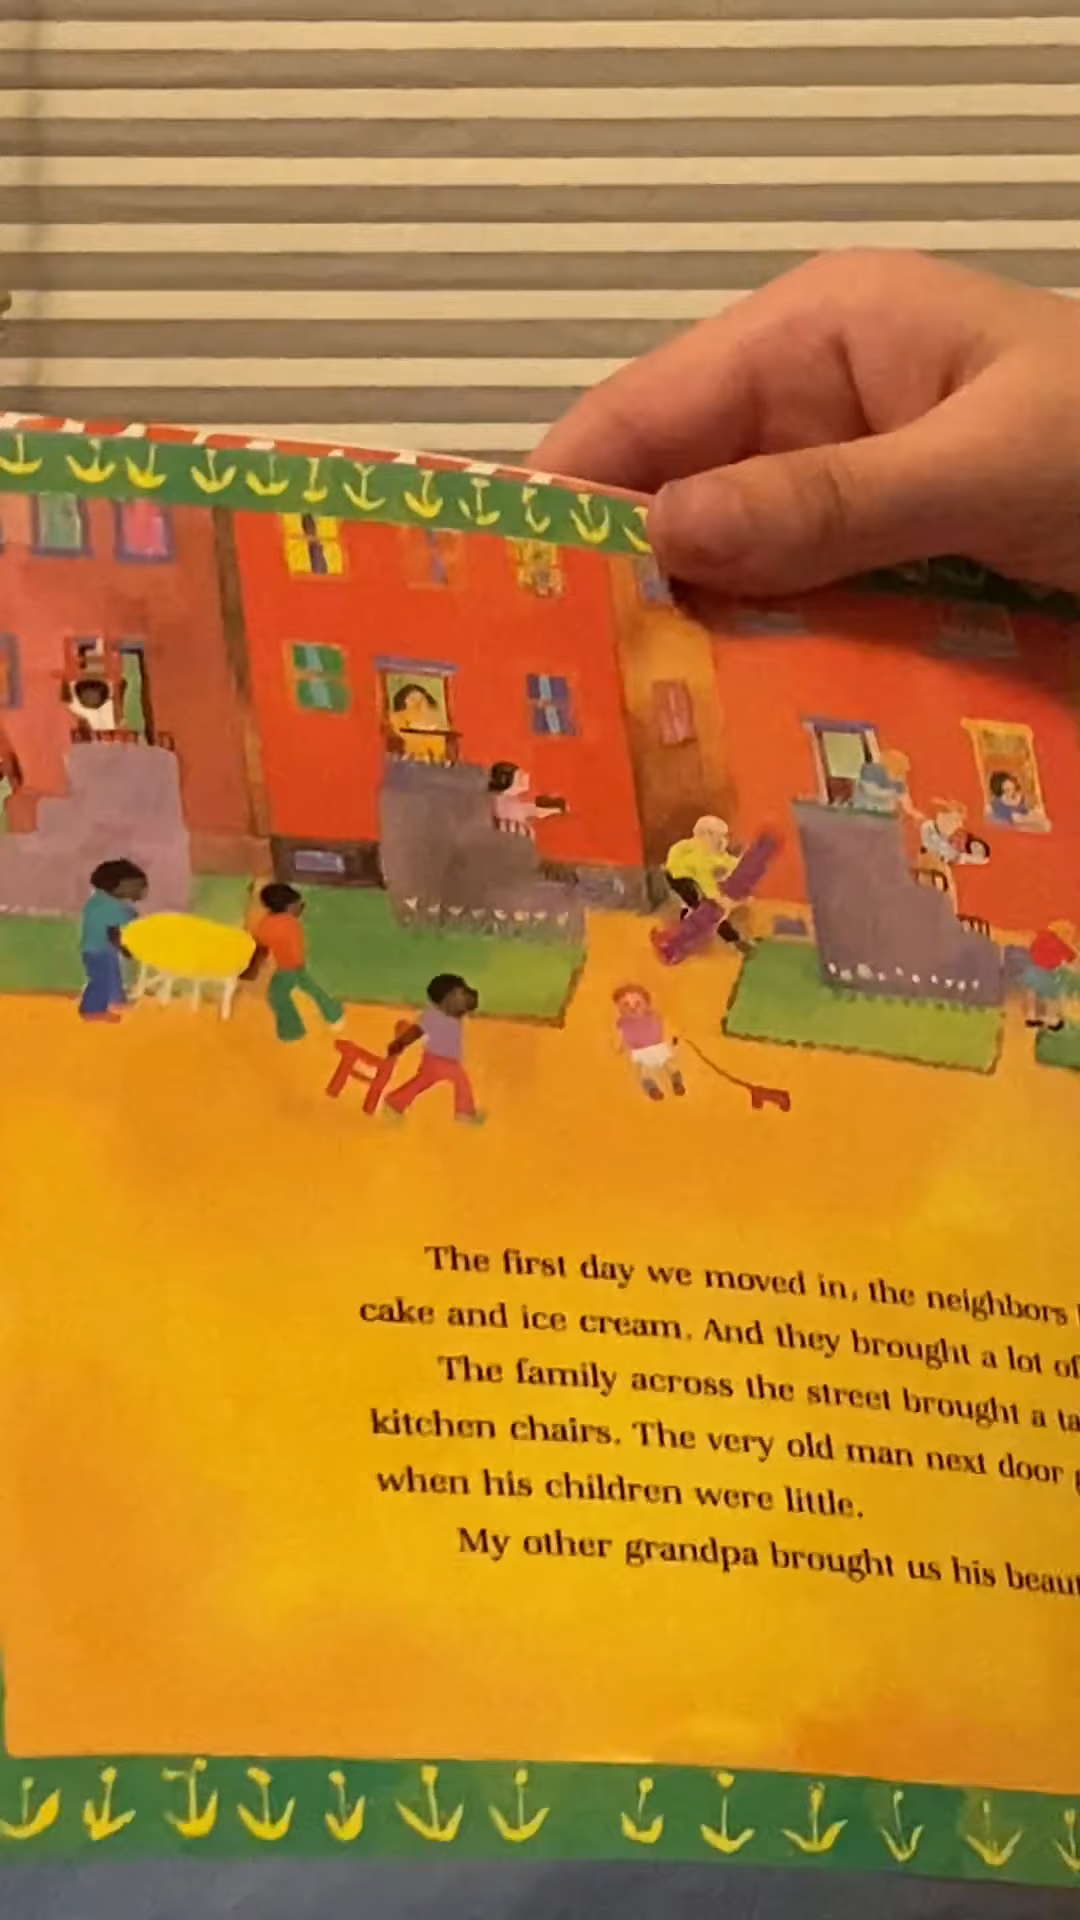 The first day we moved in, the neighbors
cake and ice cream. And they brought a lot of
The family across the street brought a
kitchen chairs. The very old man next door
when his children were little.
My other grandpa brought us his